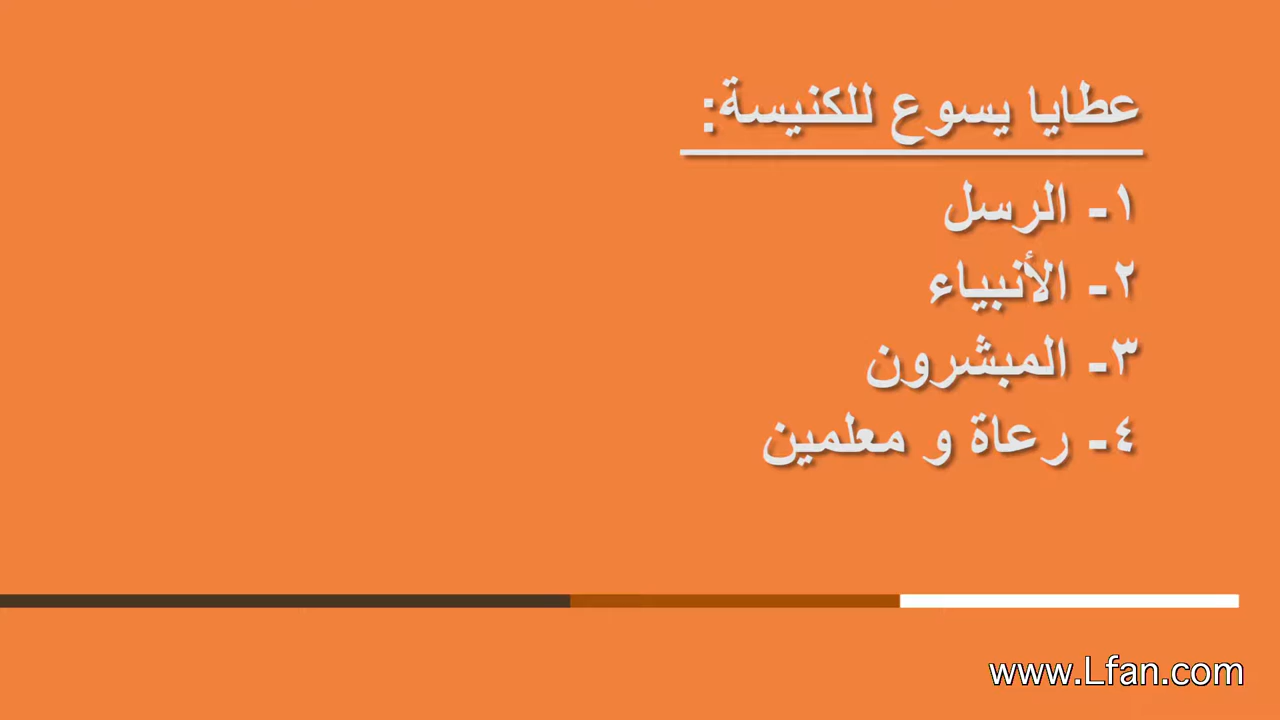 عطايا يسوع للكنيسة:
١- الرسل
٢- الأنبياء
٣- المبشرون
٤- رعاة و معلمين
www.Lfan.com